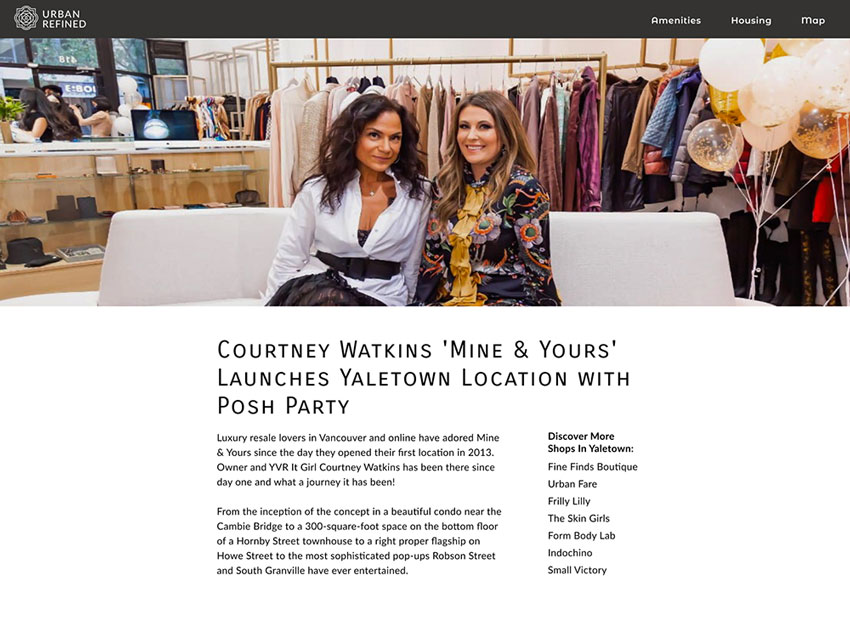 URBAN
REFINED
Amenities
Housing
Map
418
Courtney Watkins 'Mine & Yours'
Launches Yaletown Location with
Posh Party
Luxury resale lovers in Vancouver and online have adored Mine
& Yours since the day they opened their first location in 2013.
Owner and YVR It Girl Courtney Watkins has been there since
day one and what a journey it has been!
From the inception of the concept in a beautiful condo near the
Cambie Bridge to a 300-square-foot space on the bottom floor
of a Hornby Street townhouse to a right proper flagship on
Howe Street to the most sophisticated pop-ups Robson Street
and South Granville have ever entertained.
Discover More
Shops In Yaletown:
Fine Finds Boutique
Urban Fare
Frilly Lilly
The Skin Girls
Form Body Lab
Indochino
Small Victory